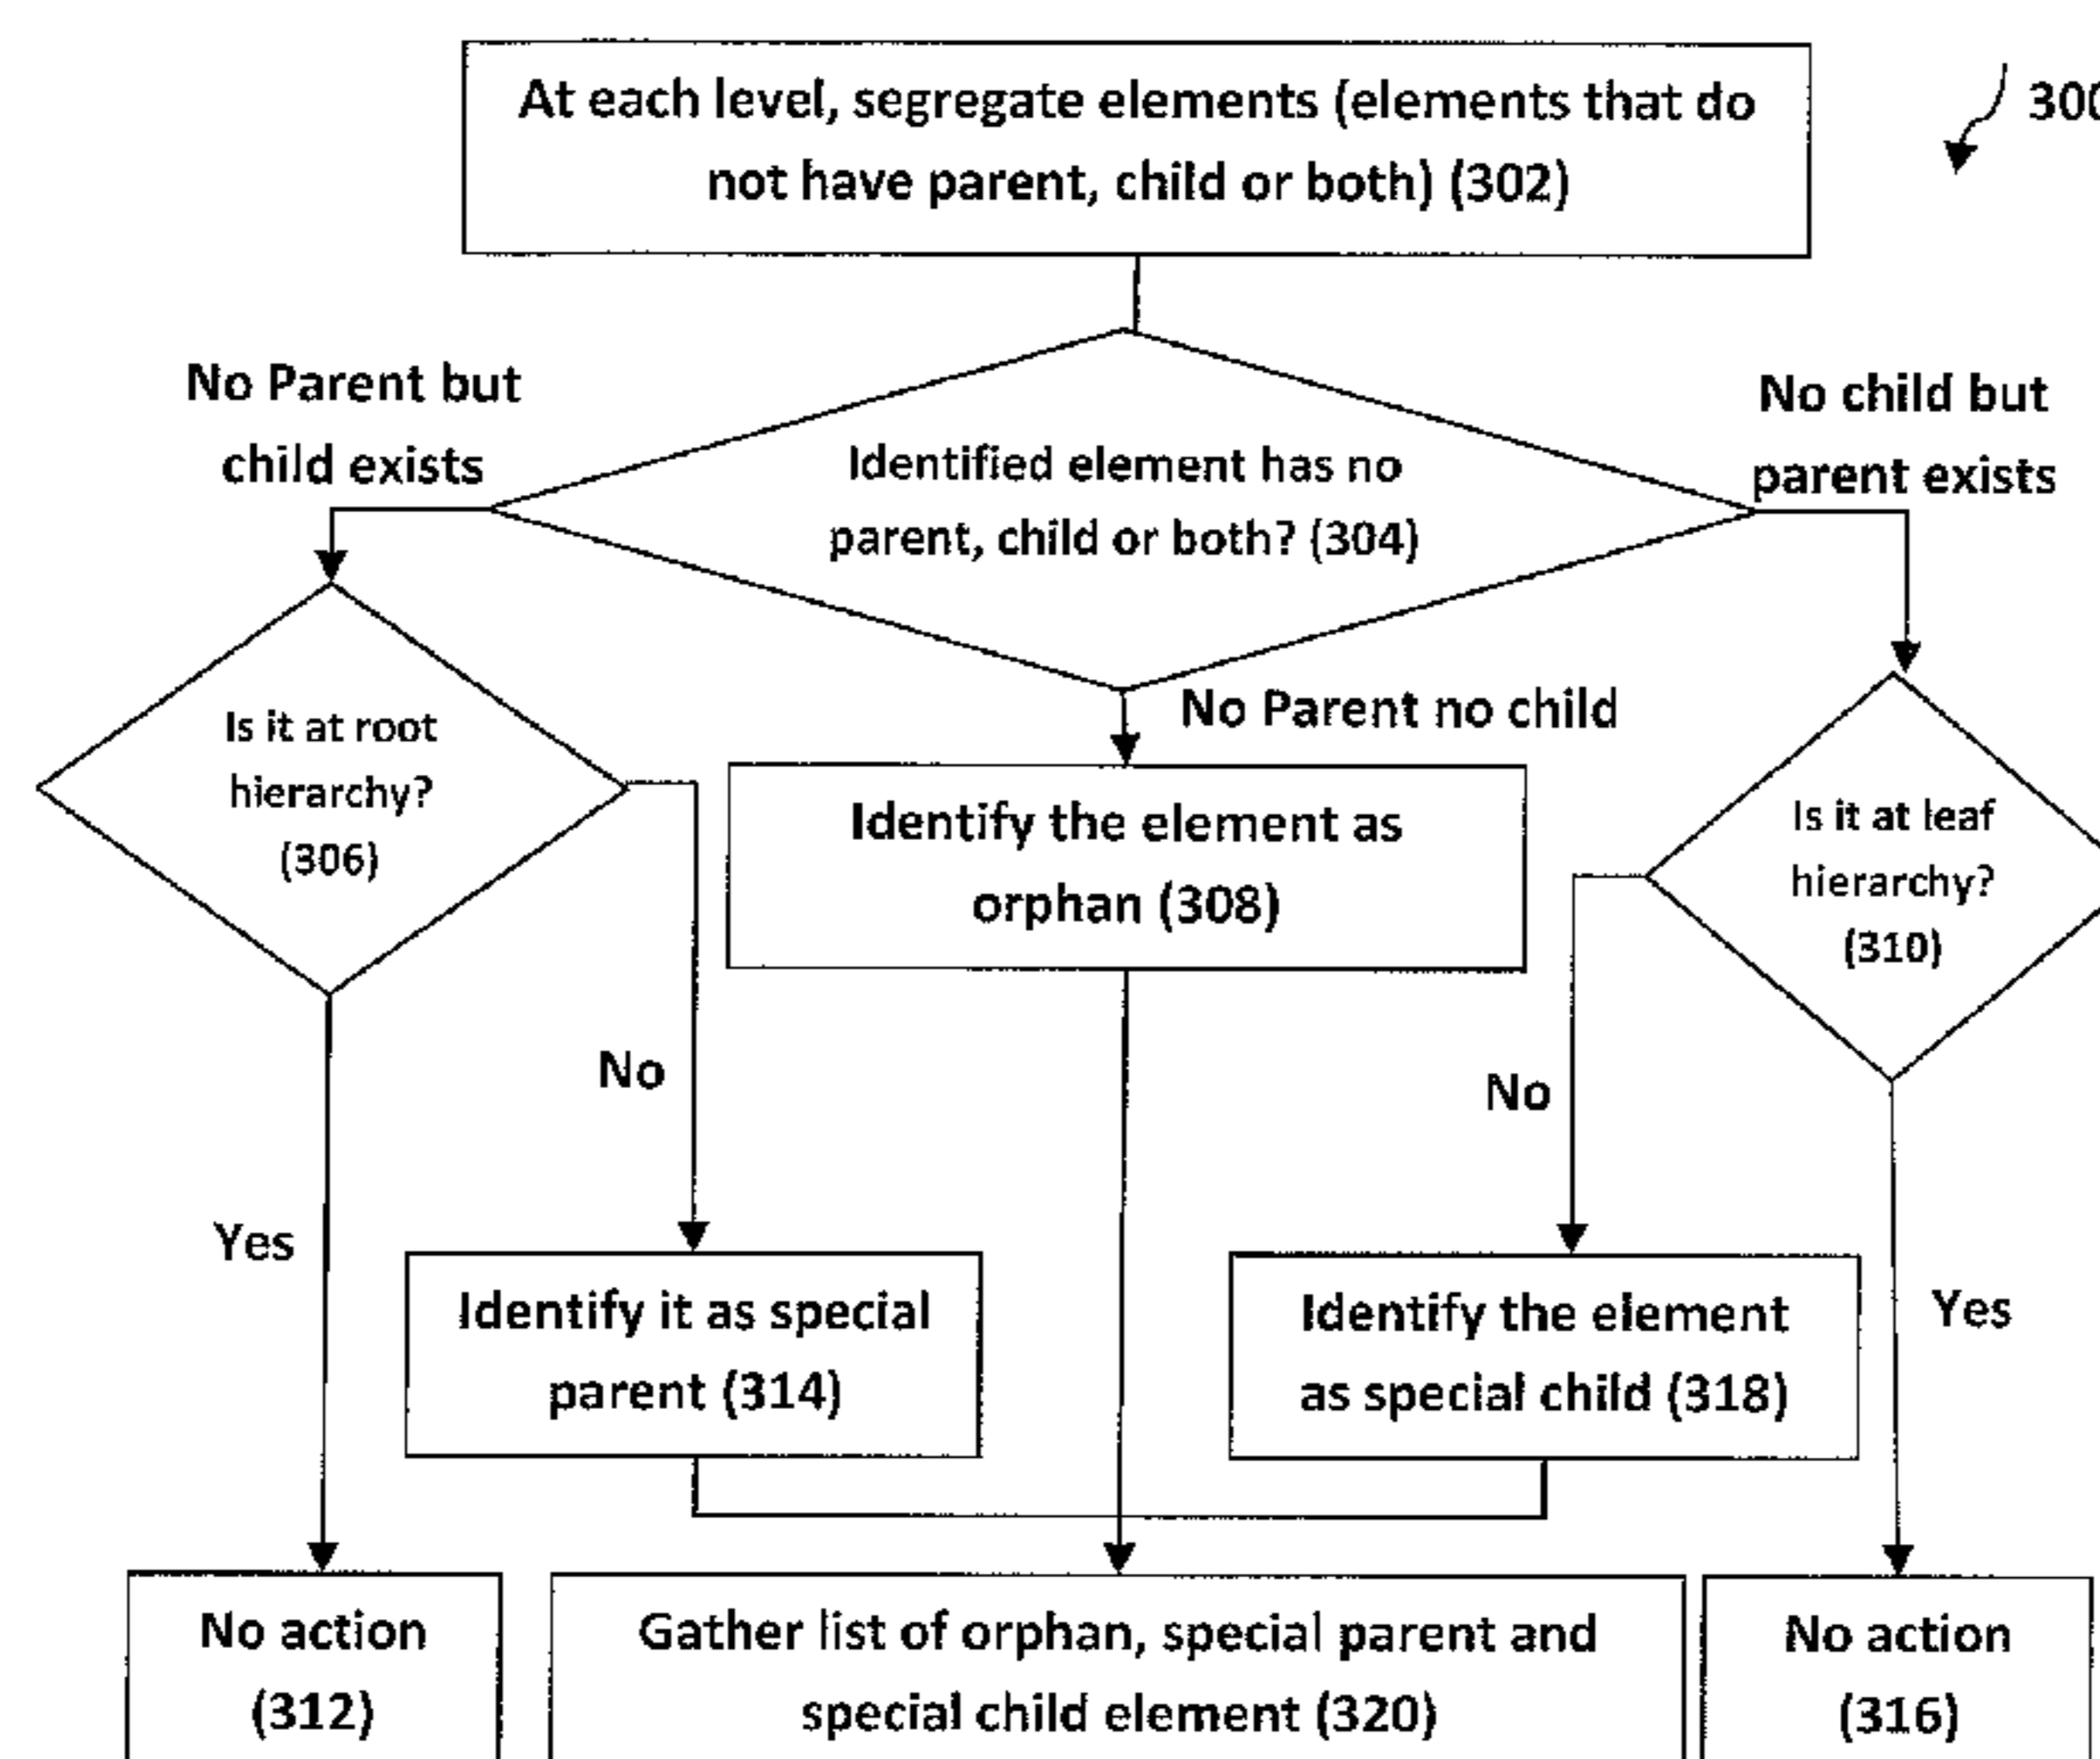 At each level, segregate elements (elements that do
not have parent, child or both) (302)
300
No Parent but
child exists
No child but
parent exists
Identified element has no
parent, child or both? (304)
No Parent no child
Is it at root
hierarchy?
(306)
Identify the element as
orphan (308)
Is it at leaf
hierarchy?
(310)
No
No
Yes
Yes
Identify it as special
parent (314)
Identify the element
as special child (318)
No action
(312)
Gather list of orphan, special parent and
special child element (320)
No action
(316)